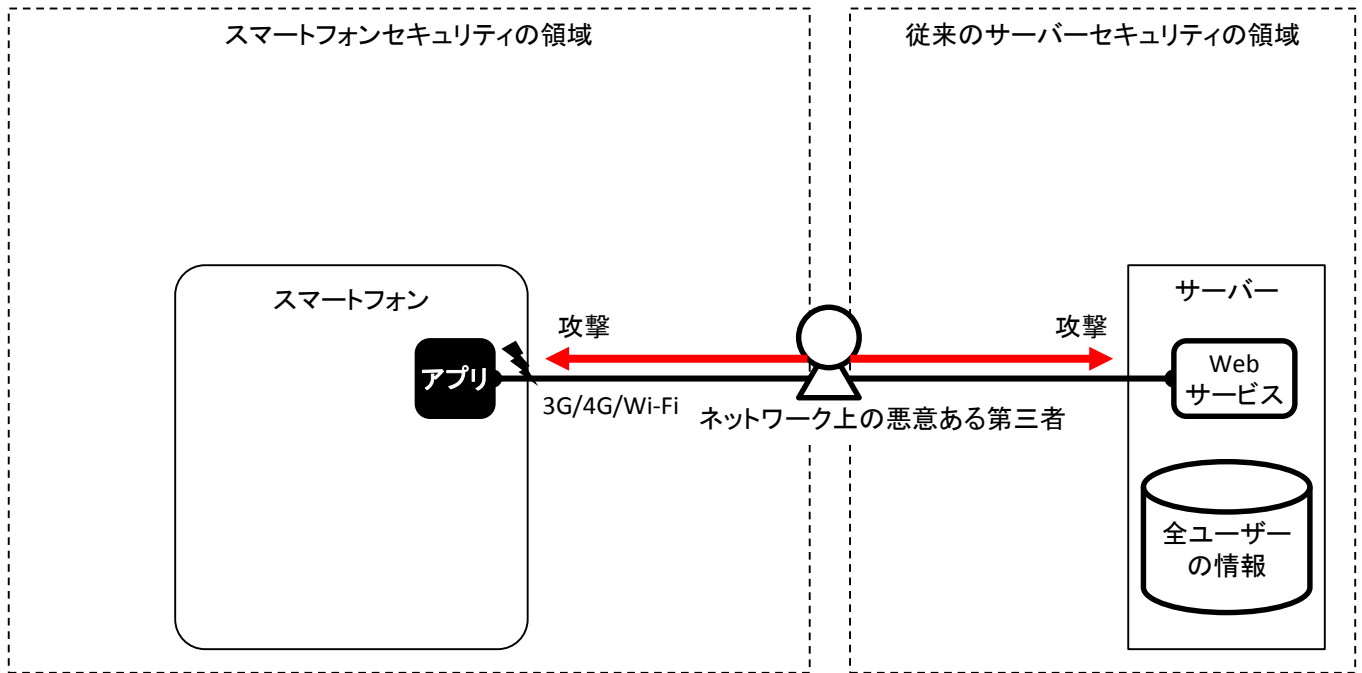 スマートフォンセキュリティの領域
従来のサーバーセキュリティの領域
スマートフォン
アプリ
攻撃
3G/4G/Wi-Fi
攻撃
ネットワーク上の悪意ある第三者
サーバー
Web
サービス
全ユーザー
の情報